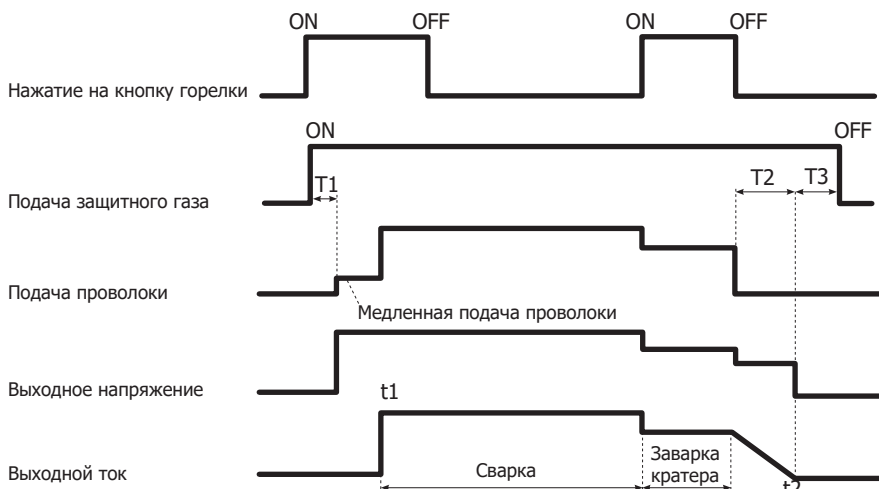 ON OFF ON OFF
Нажатие на кнопку горелки
ON OFF
T1 T2 T3
Подача защитного газа
Подача проволоки
Медленная подача проволоки
Выходное напряжение
t1
Выходной ток
Сварка
Заварка
кратера
t2